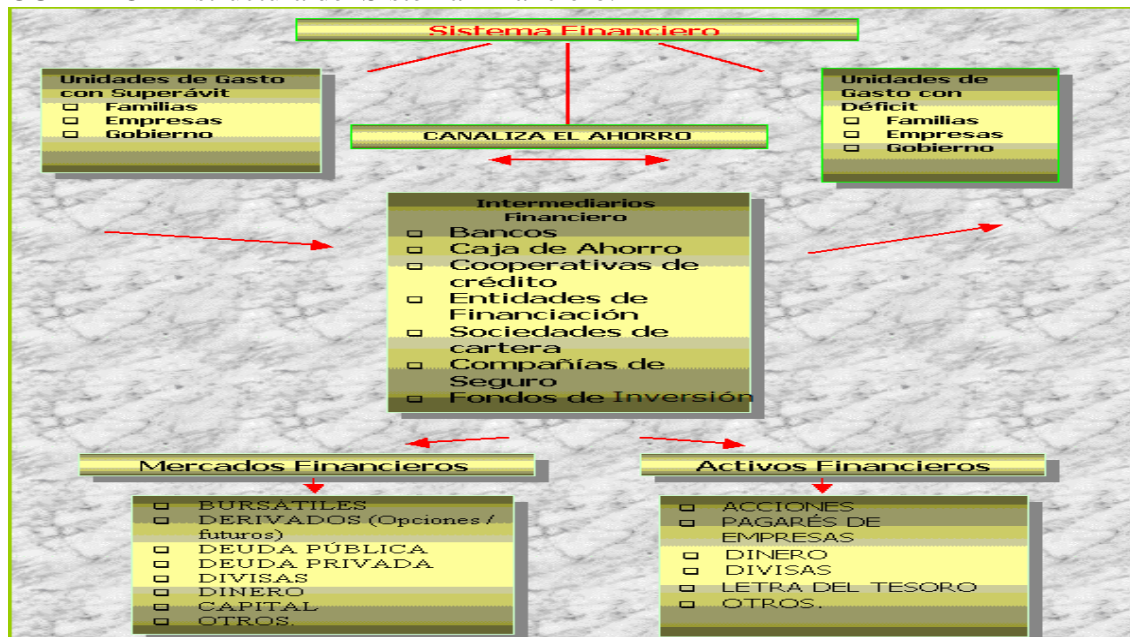 Sistema Financiero
Unidades de Gasto
con Superávit
Familias
Empresas
Gobierno
Unidades de
Gasto con
Déficit
Familias
Empresas
Gobierno
CANALIZA EL AHORRO
Intermediarios
Financiero
Bancos
Caja de Ahorro
Cooperativas de
crédito
Entidades de
Financiación
Sociedades de
cartera
Compañías de
Seguro
Fondos de Inversión
Mercados Financieros
BURSÁTILES
DERIVADOS (Opciones /
futuros)
DEUDA PÚBLICA
DEUDA PRIVADA
DIVISAS
DINERO
CAPITAL
OTROS.
Activos Financieros
ACCIONES
PAGARÉS DE
EMPRESAS
DINERO
DIVISAS
LETRA DEL TESORO
OTROS.